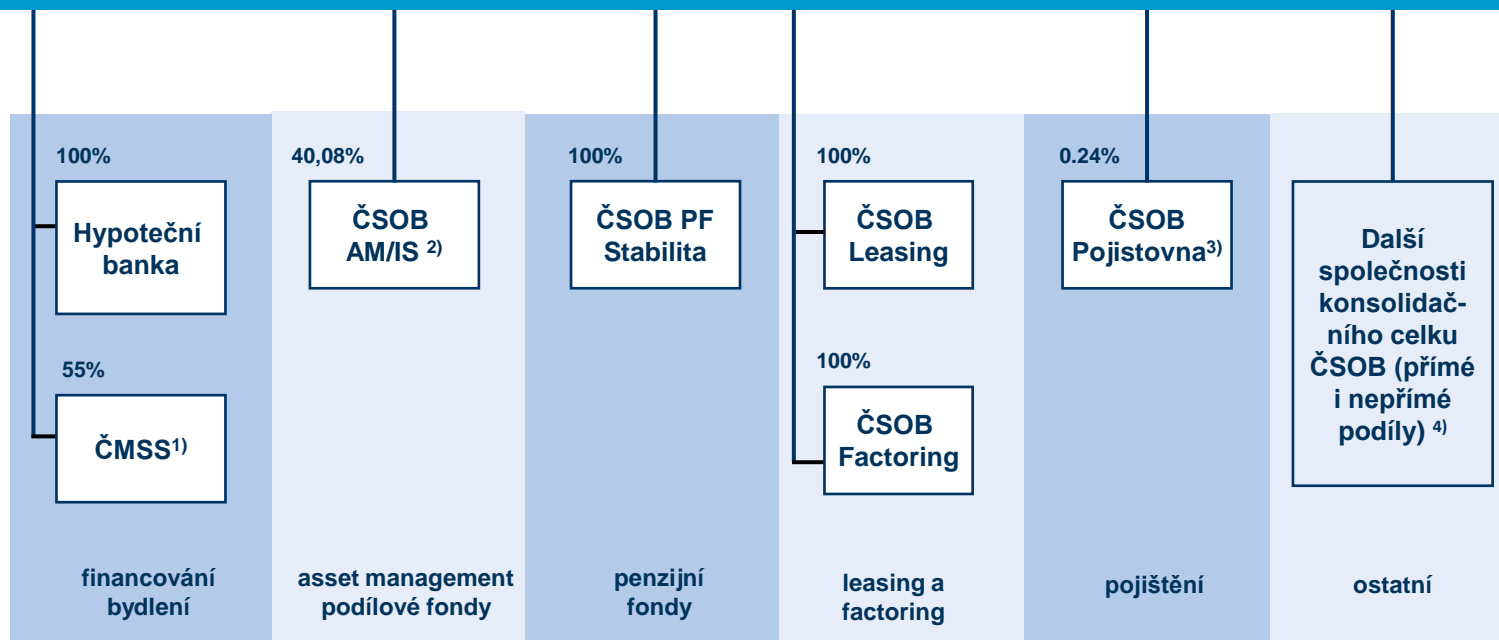 100%
Hypoteční
banka
55%
ČMSS1)
financování
bydlení
40,08%
ČSOB
AM/IS 2)
asset management
podílové fondy
100%
ČSOB PF
Stabilita
penzijní
fondy
100%
ČSOB
Leasing
100%
ČSOB
Factoring
leasing a
factoring
0.24%
ČSOB
Pojistovna3)
pojištění
Další
společnosti
konsolidač-
ního celku
ČSOB (přímé
i nepřímé
podíly) 4)
ostatní